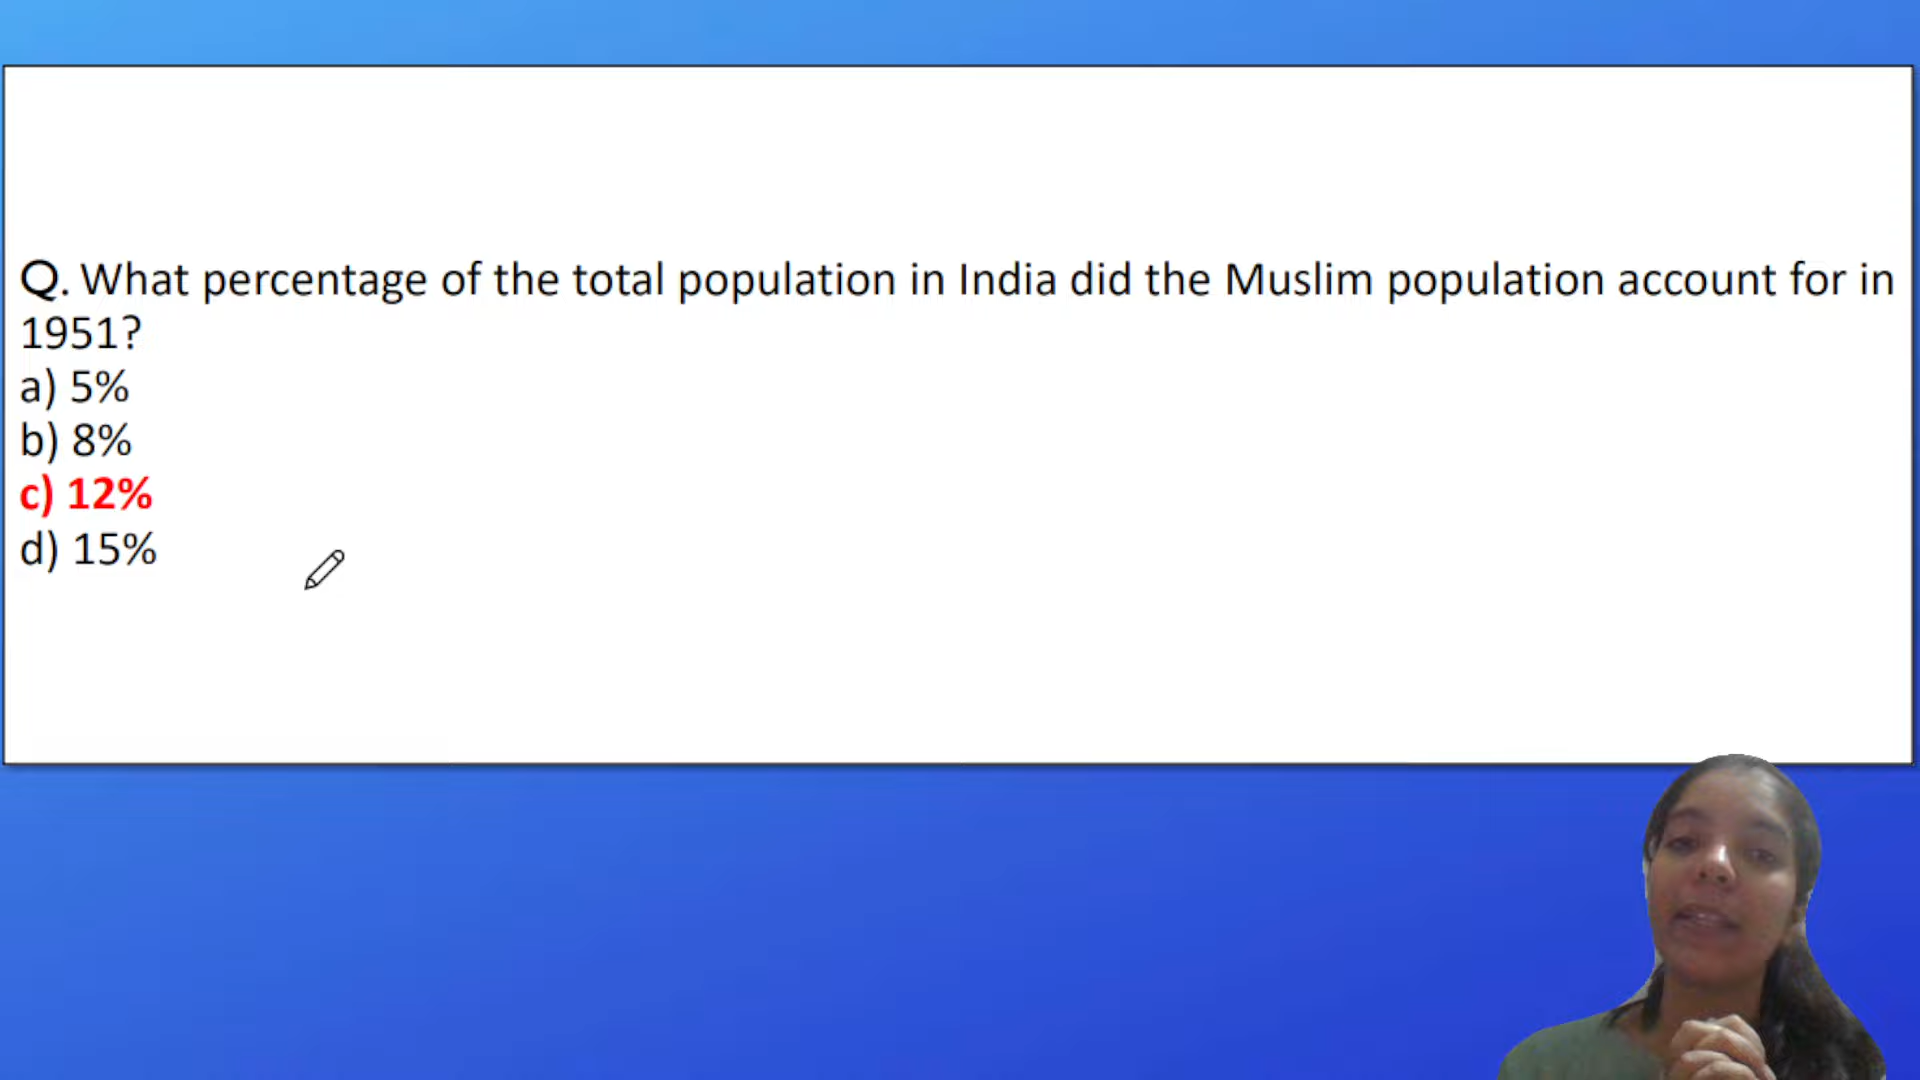 Q. What percentage of the total population in India did the Muslim population account for in
1951?
a) 5%
b) 8%
c) 12%
d) 15%